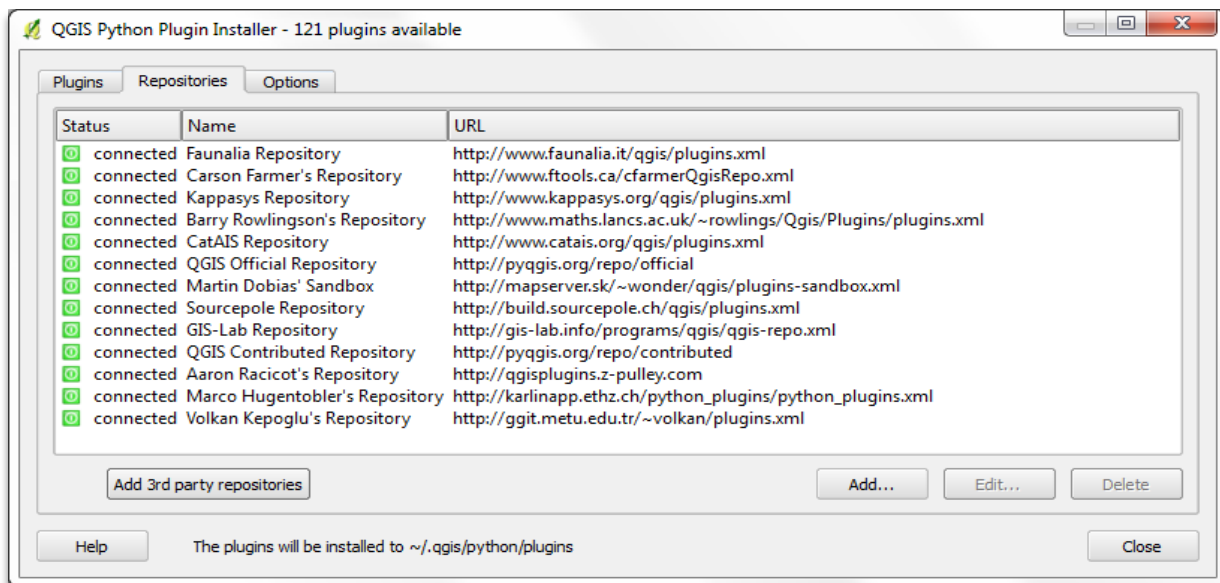 QGIS Python Plugin Installer - 121 plugins available
Plugins Repositories Options
Status Name URL
connected Faunalia Repository http://www.faunalia.it/qgis/plugins.xml
connected Carson Farmer's Repository http://www.ftools.ca/cfarmerQgisRepo.xml
connected Kappasys Repository http://www.kappasys.org/qgis/plugins.xml
connected Barry Rowlingson's Repository http://www.maths.lancs.ac.uk/~rowlings/Qgis/Plugins/plugins.xml
connected CatAIS Repository http://www.catais.org/qgis/plugins.xml
connected QGIS Official Repository http://pyqgis.org/repo/official
connected Martin Dobias' Sandbox http://mapserver.sk/~wonder/qgis/plugins-sandbox.xml
connected Sourcepole Repository http://build.sourcepole.ch/qgis/plugins.xml
connected GIS-Lab Repository http://gis-lab.info/programs/qgis/qgis-repo.xml
connected QGIS Contributed Repository http://pyqgis.org/repo/contributed
connected Aaron Racicot's Repository http://qgisplugins.z-pulley.com
connected Marco Hugentobler's Repository http://karlinapp.ethz.ch/python_plugins/python_plugins.xml
connected Volkan Kepoglu's Repository http://ggit.metu.edu.tr/~volkan/plugins.xml
Add 3rd party repositories Add... Edit... Delete
Help The plugins will be installed to ~/.qgis/python/plugins Close